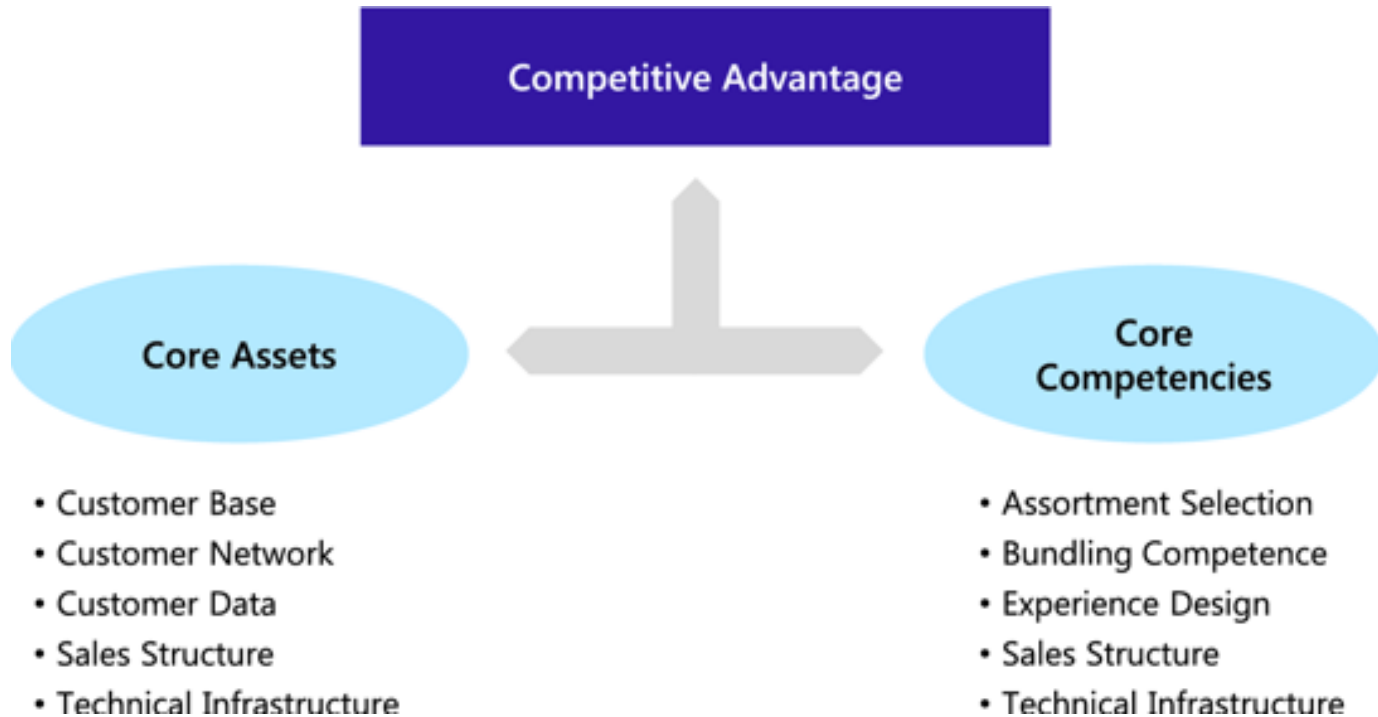 Competitive Advantage
Core Assets
Core
Competencies
• Customer Base
• Customer Network
• Customer Data
• Sales Structure
• Technical Infrastructure
• Assortment Selection
• Bundling Competence
• Experience Design
• Sales Structure
• Technical Infrastructure